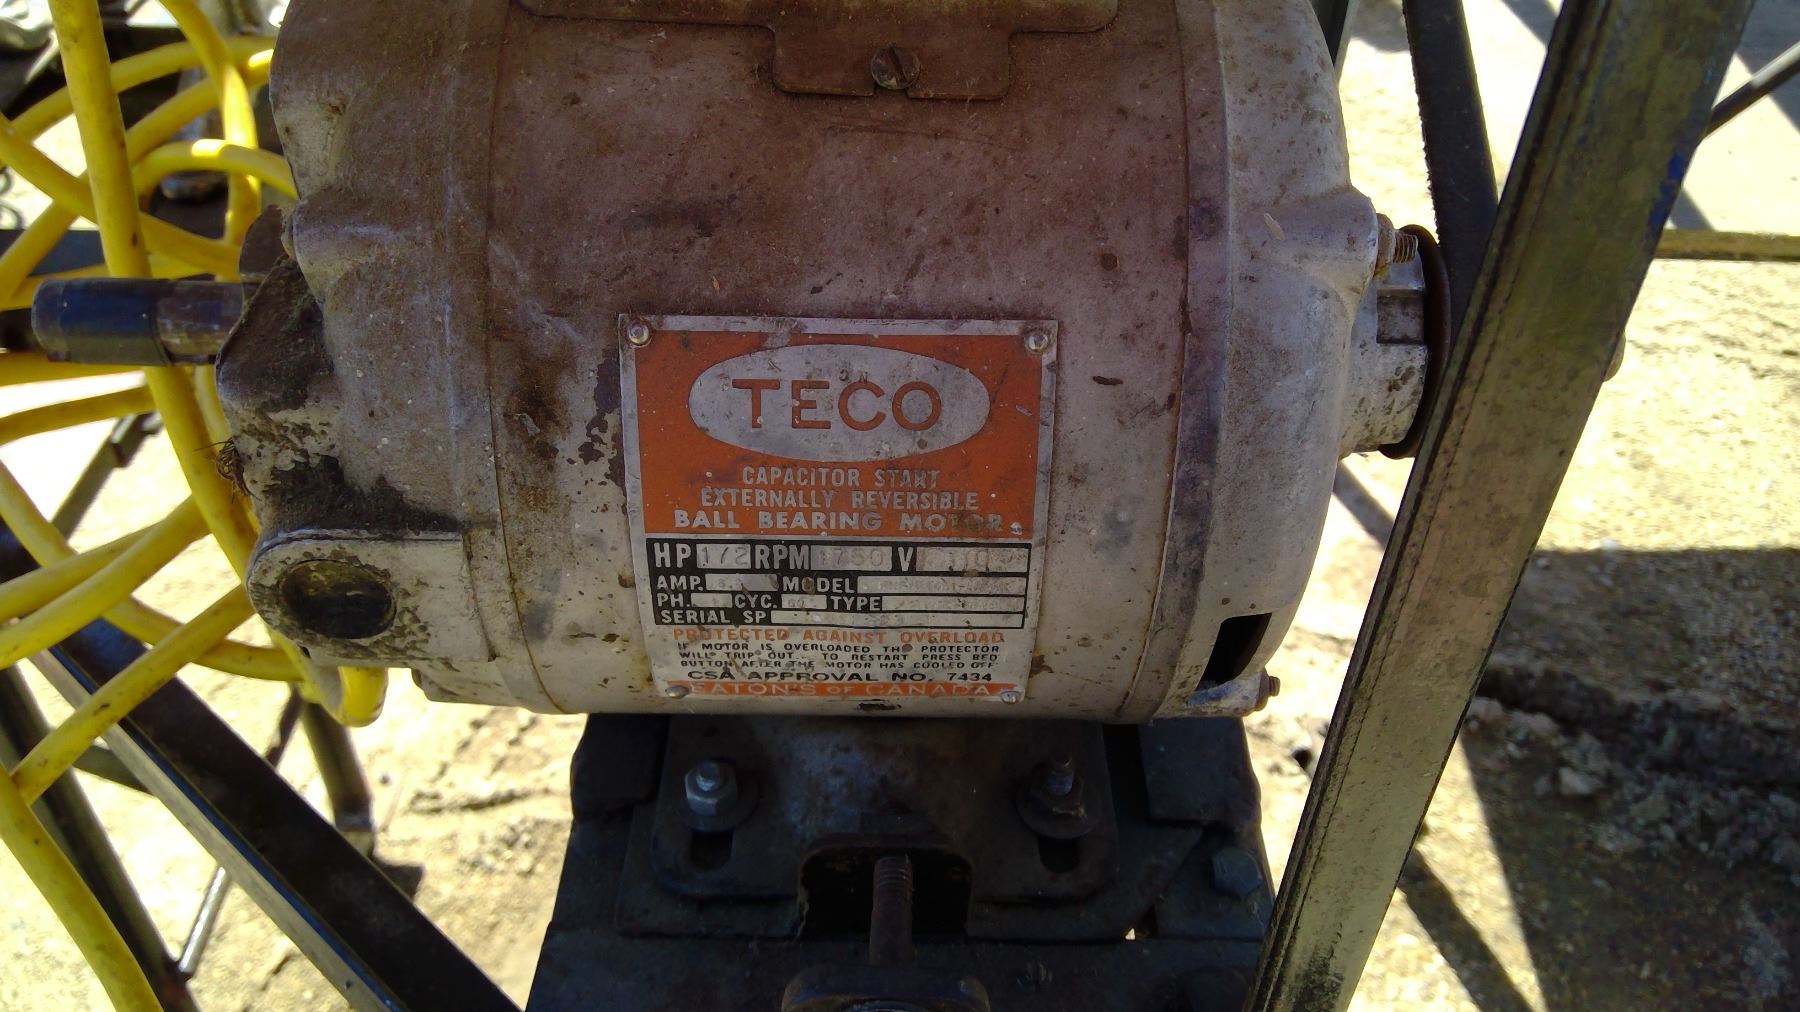 TECO
CAPACITOR START
EXTERNALLY REVERSIBLE
BALL BEARING MOTOR
HP 1/2 RPM 1750 V
AMP. MODEL
PH. CYC. 60 TYPE
SERIAL SP
PROTECTED AGAINST OVERLOAD
IF MOTOR IS OVERLOADED THE PROTECTOR
WILL TRIP OUT. TO RESTART PRESS RED
BUTTON AFTER THE MOTOR HAS COOLED OFF
CSA APPROVAL NO. 7434
EATON'S OF CANADA